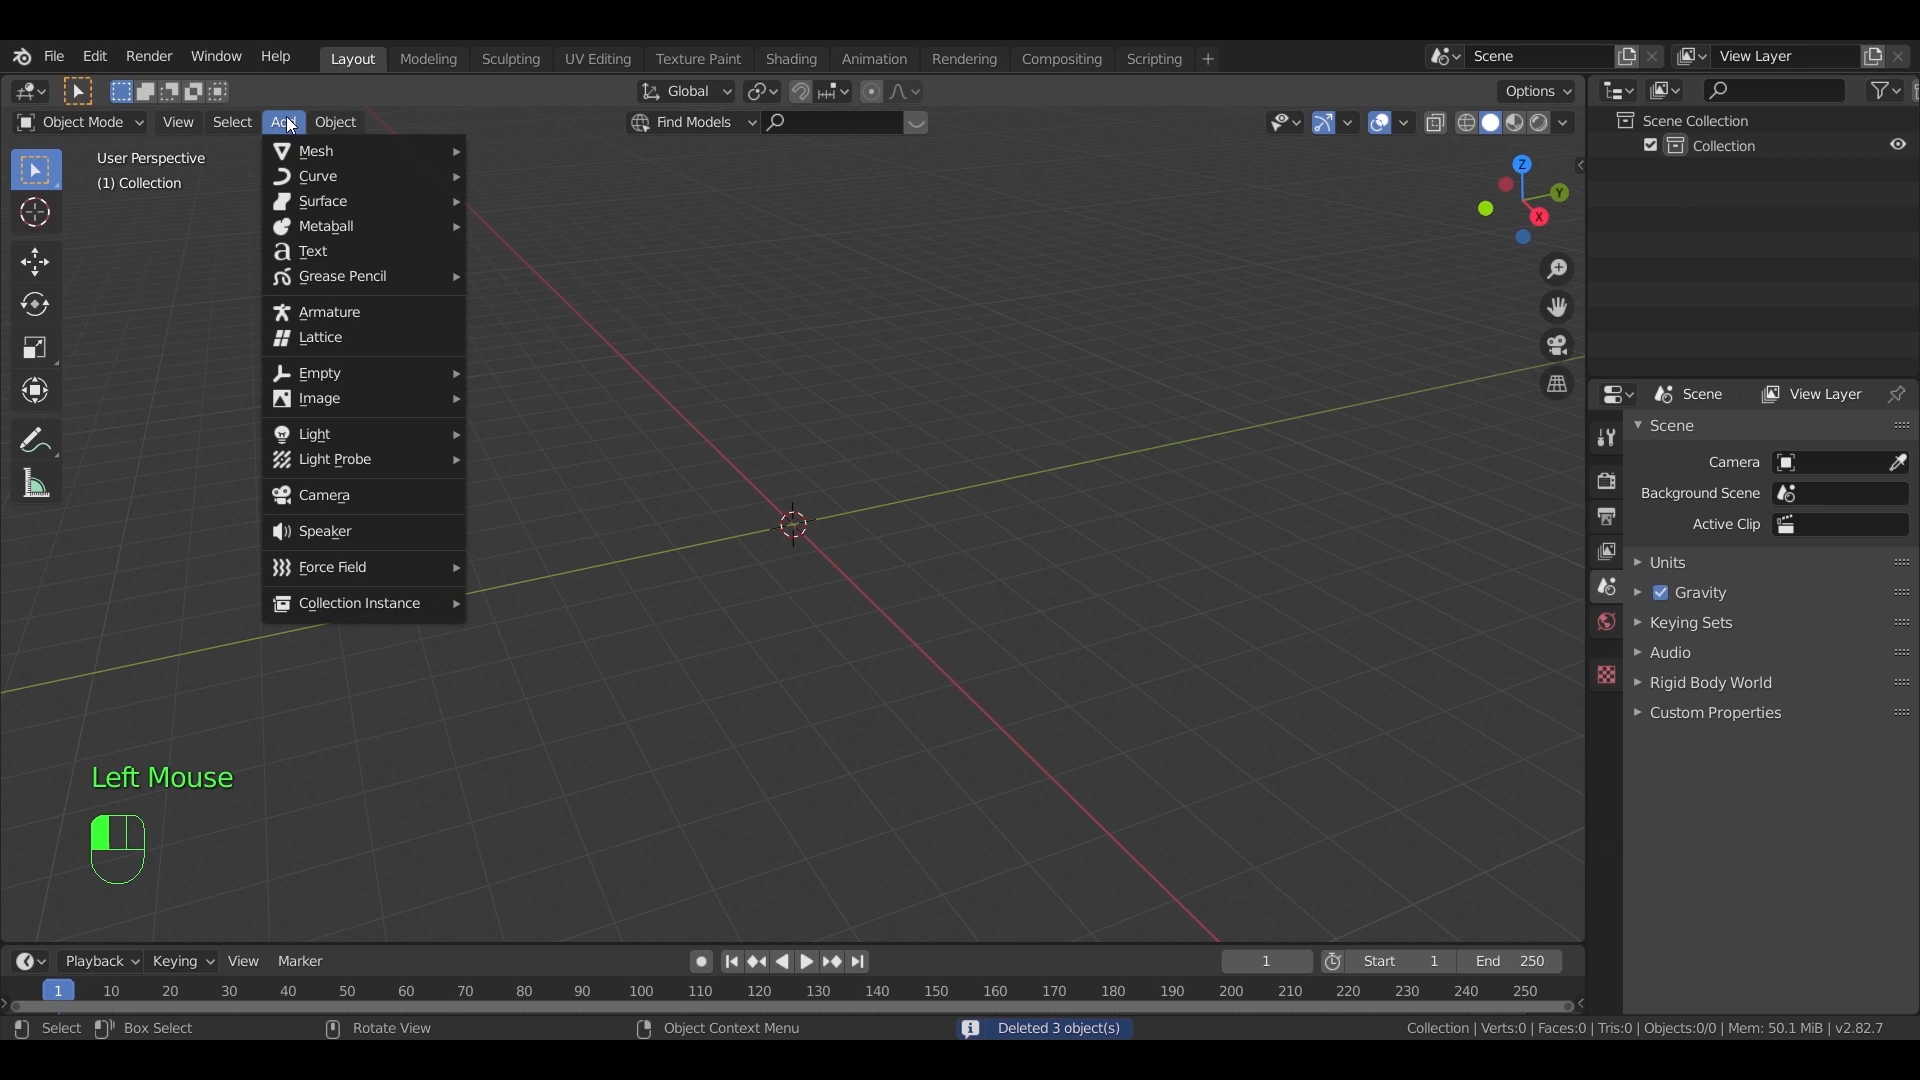 File Edit Render Window Help Layout Modeling Sculpting UV Editing Texture Paint Shading Animation Rendering Compositing Scripting + Scene View Layer
Global Options
Object Mode View Select Add Object Find Models
User Perspective
(1) Collection
Mesh
Curve
Surface
Metaball
Text
Grease Pencil
Armature
Lattice
Empty
Image
Light
Light Probe
Camera
Speaker
Force Field
Collection Instance
Z
Y
X
Scene Collection
Collection
Scene View Layer
Scene
Camera
Background Scene
Active Clip
Units
Gravity
Keying Sets
Audio
Rigid Body World
Custom Properties
Left Mouse
Playback Keying View Marker 1 Start 1 End 250
1 10 20 30 40 50 60 70 80 90 100 110 120 130 140 150 160 170 180 190 200 210 220 230 240 250
Select Box Select Rotate View Object Context Menu Deleted 3 object(s) Collection | Verts:0 | Faces:0 | Tris:0 | Objects:0/0 | Mem: 50.1 MiB | v2.82.7